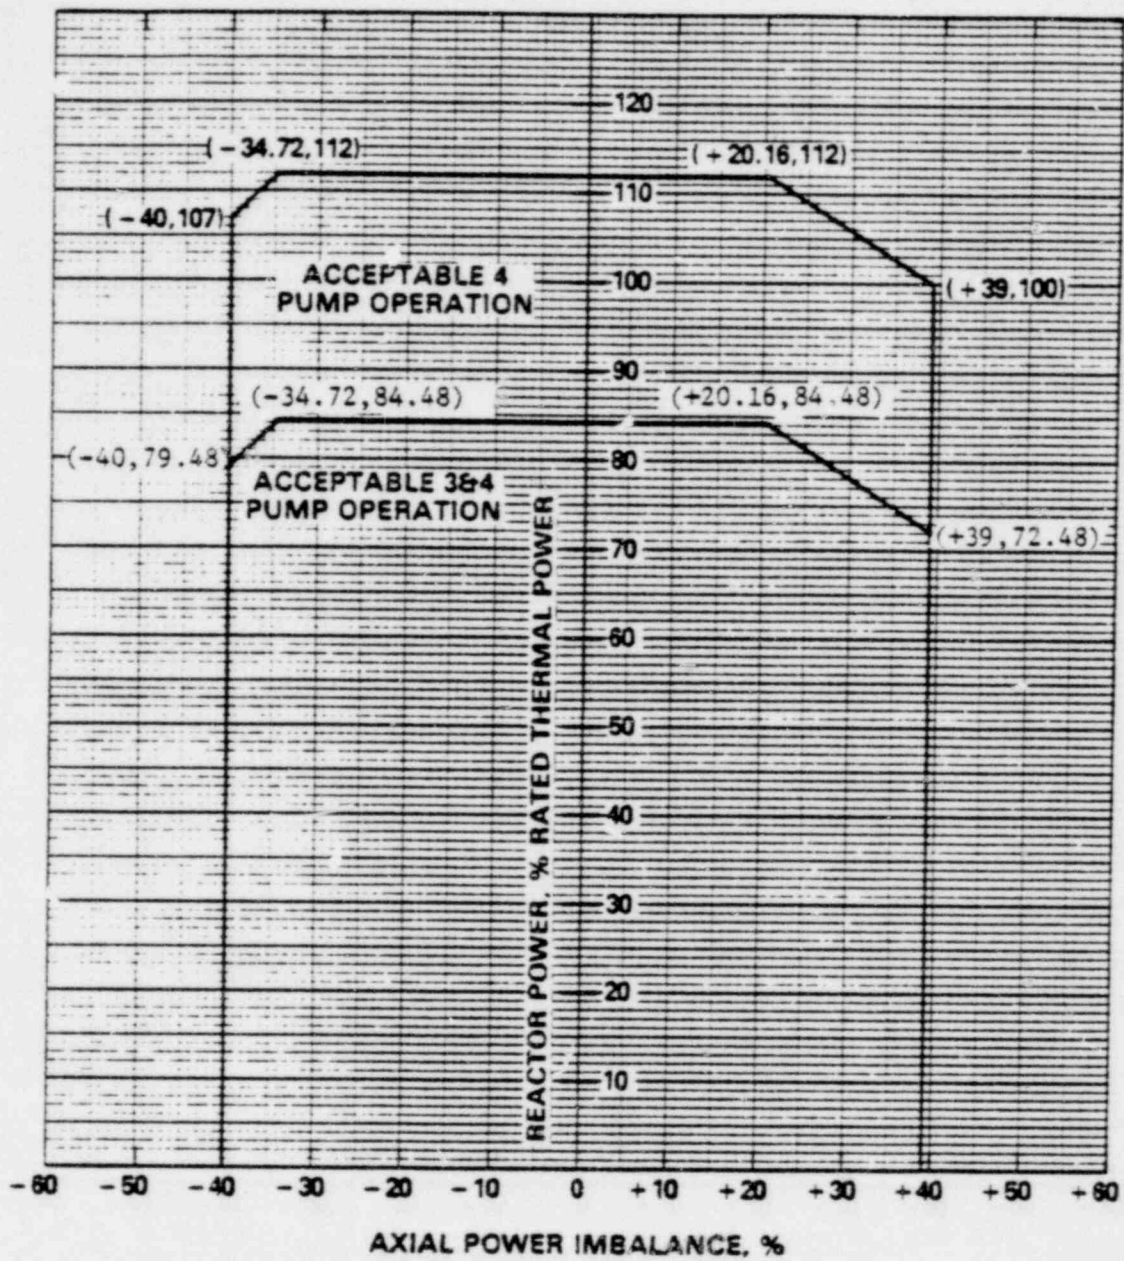 120
(-34.72,112)
(+20.16,112)
110
(-40,107)
ACCEPTABLE 4
PUMP OPERATION
100
(+39,100)
90
(-34.72,84.48)
(+20.16,84.48)
(-40,79.48)
80
ACCEPTABLE 3&4
PUMP OPERATION
(+39,72.48)
70
REACTOR POWER, % RATED THERMAL POWER
60
50
40
30
20
10
-60 -50 -40 -30 -20 -10 0 +10 +20 +30 +40 +50 +60
AXIAL POWER IMBALANCE, %